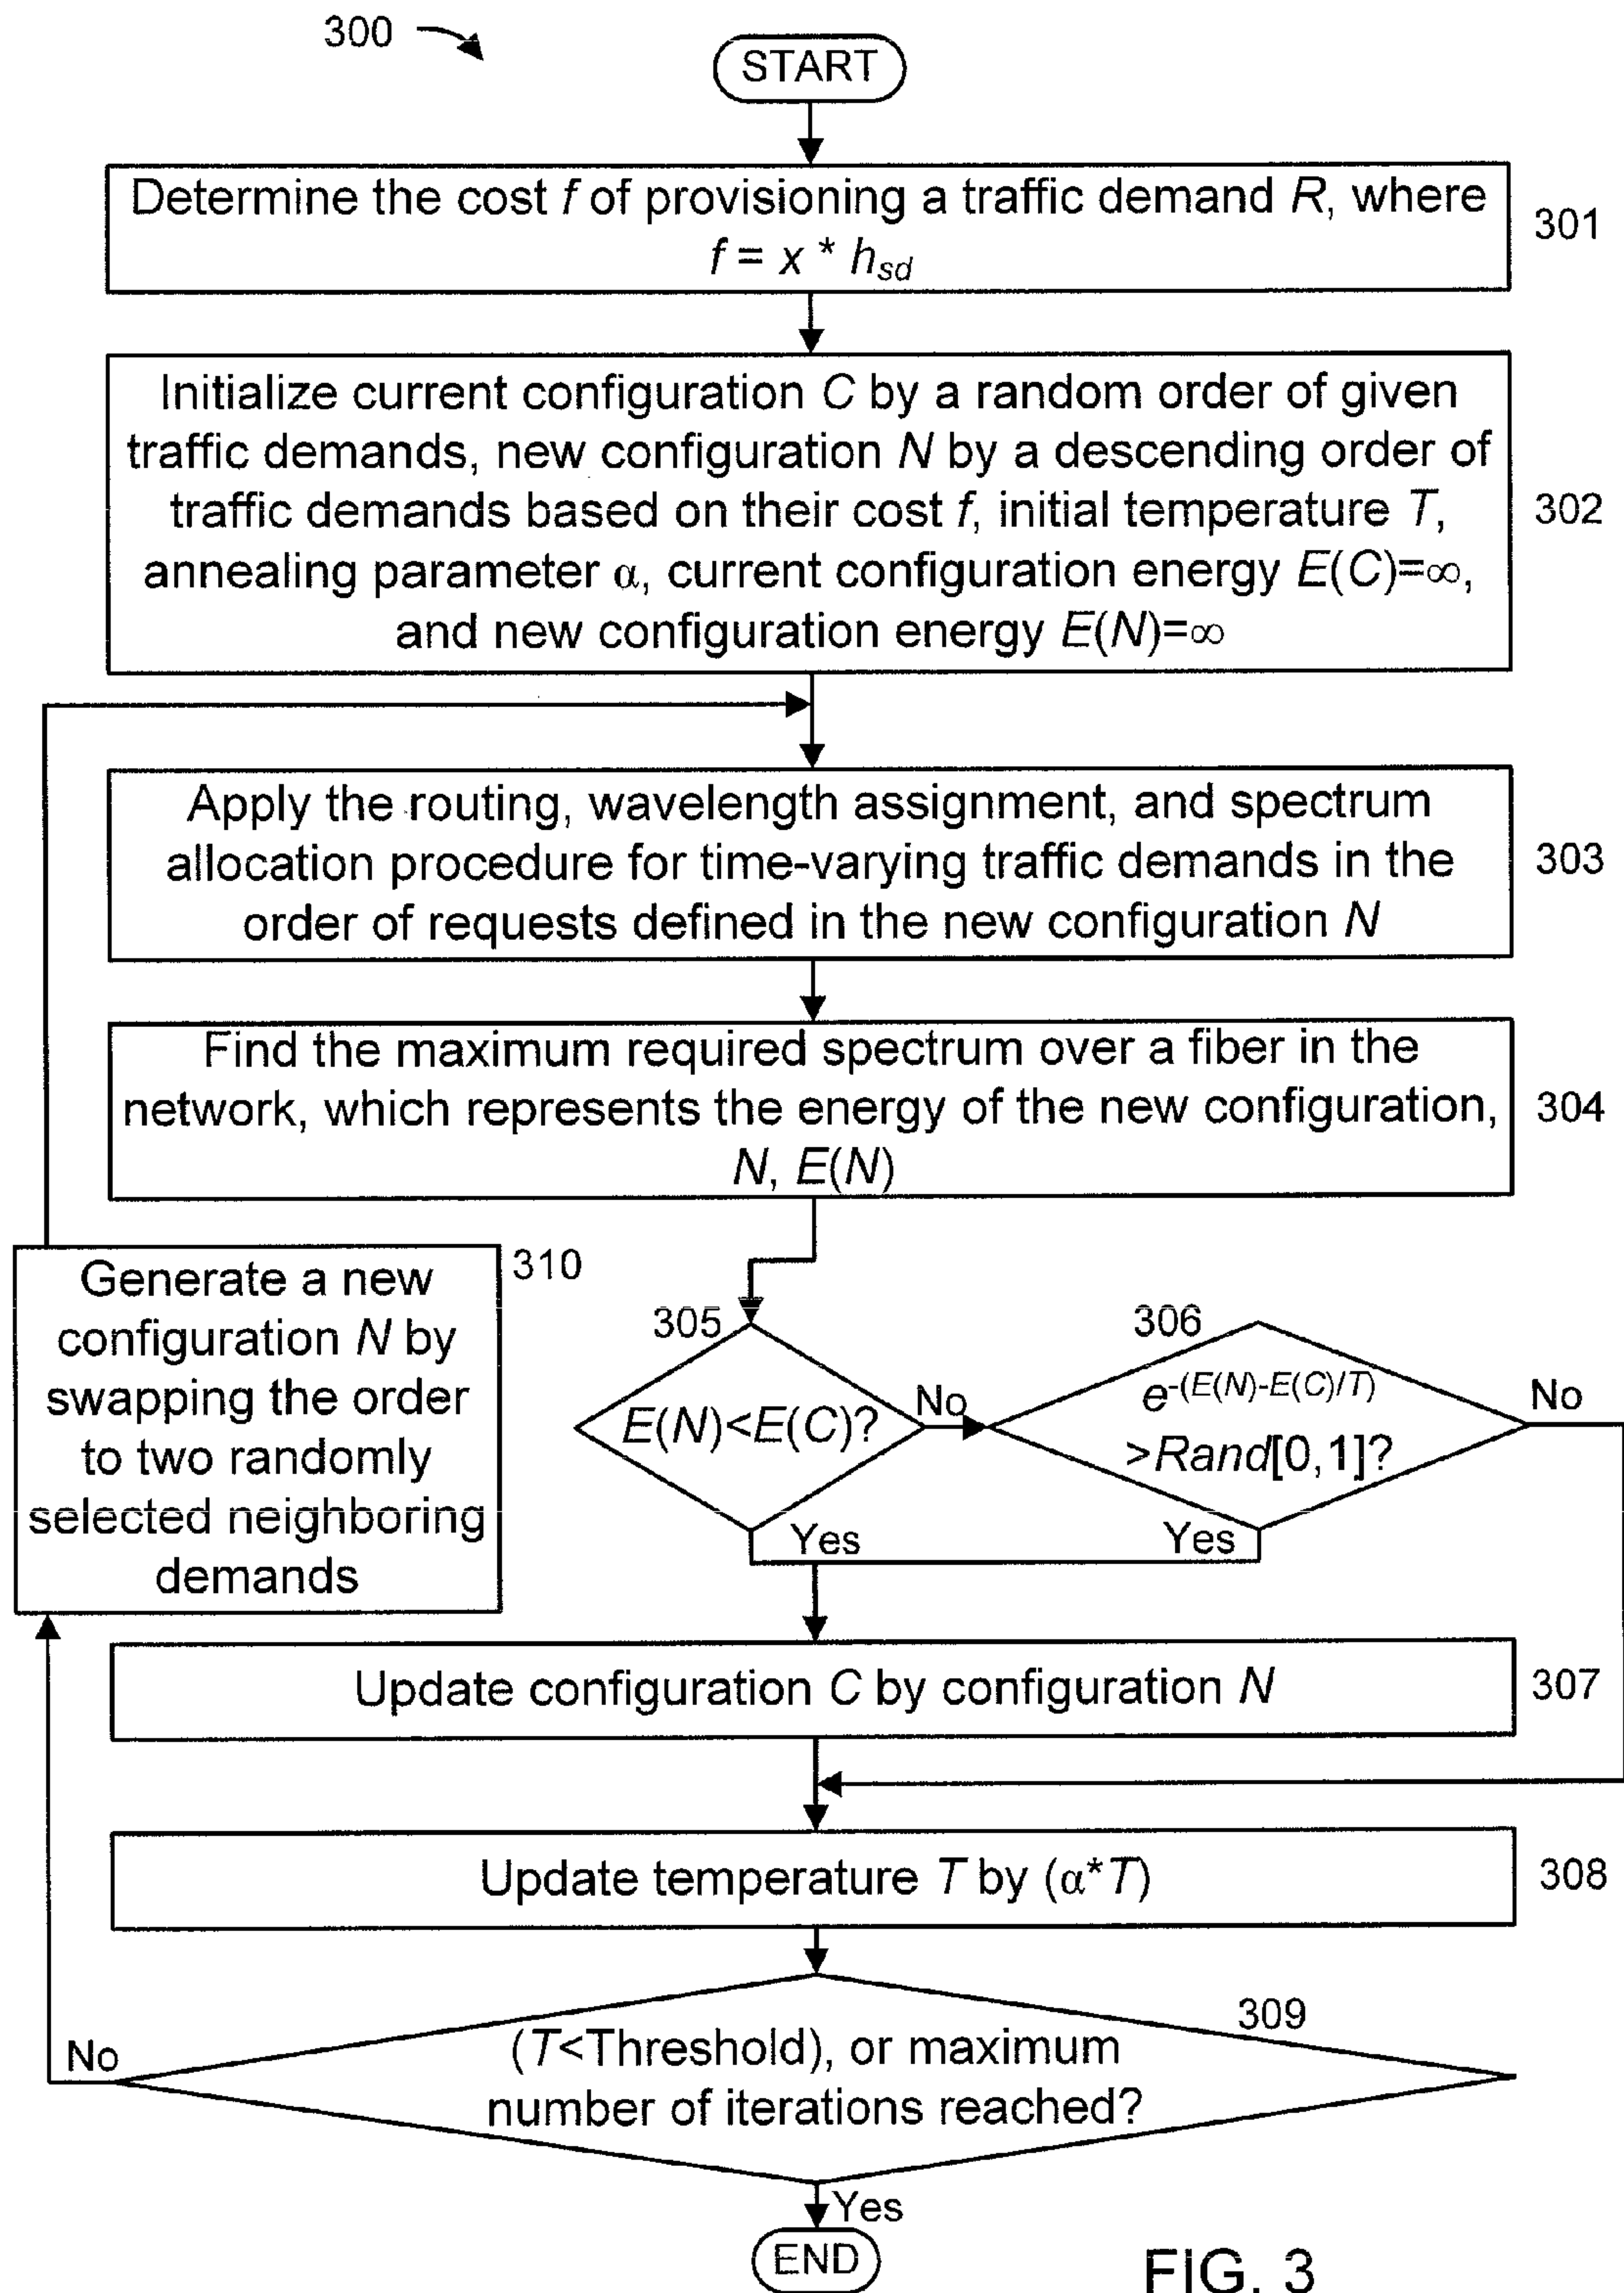 300
START
Determine the cost f of provisioning a traffic demand R, where
f = x * h_sd
301
Initialize current configuration C by a random order of given
traffic demands, new configuration N by a descending order of
traffic demands based on their cost f, initial temperature T,
annealing parameter α, current configuration energy E(C)=∞,
and new configuration energy E(N)=∞
302
Apply the routing, wavelength assignment, and spectrum
allocation procedure for time-varying traffic demands in the
order of requests defined in the new configuration N
303
Find the maximum required spectrum over a fiber in the
network, which represents the energy of the new configuration,
N, E(N)
304
Generate a new
configuration N by
swapping the order
to two randomly
selected neighboring
demands
310
305
E(N)<E(C)?
No
Yes
306
e^-(E(N)-E(C)/T)
>Rand[0,1]?
No
Yes
Update configuration C by configuration N
307
Update temperature T by (α*T)
308
309
(T<Threshold), or maximum
number of iterations reached?
No
Yes
END
FIG. 3